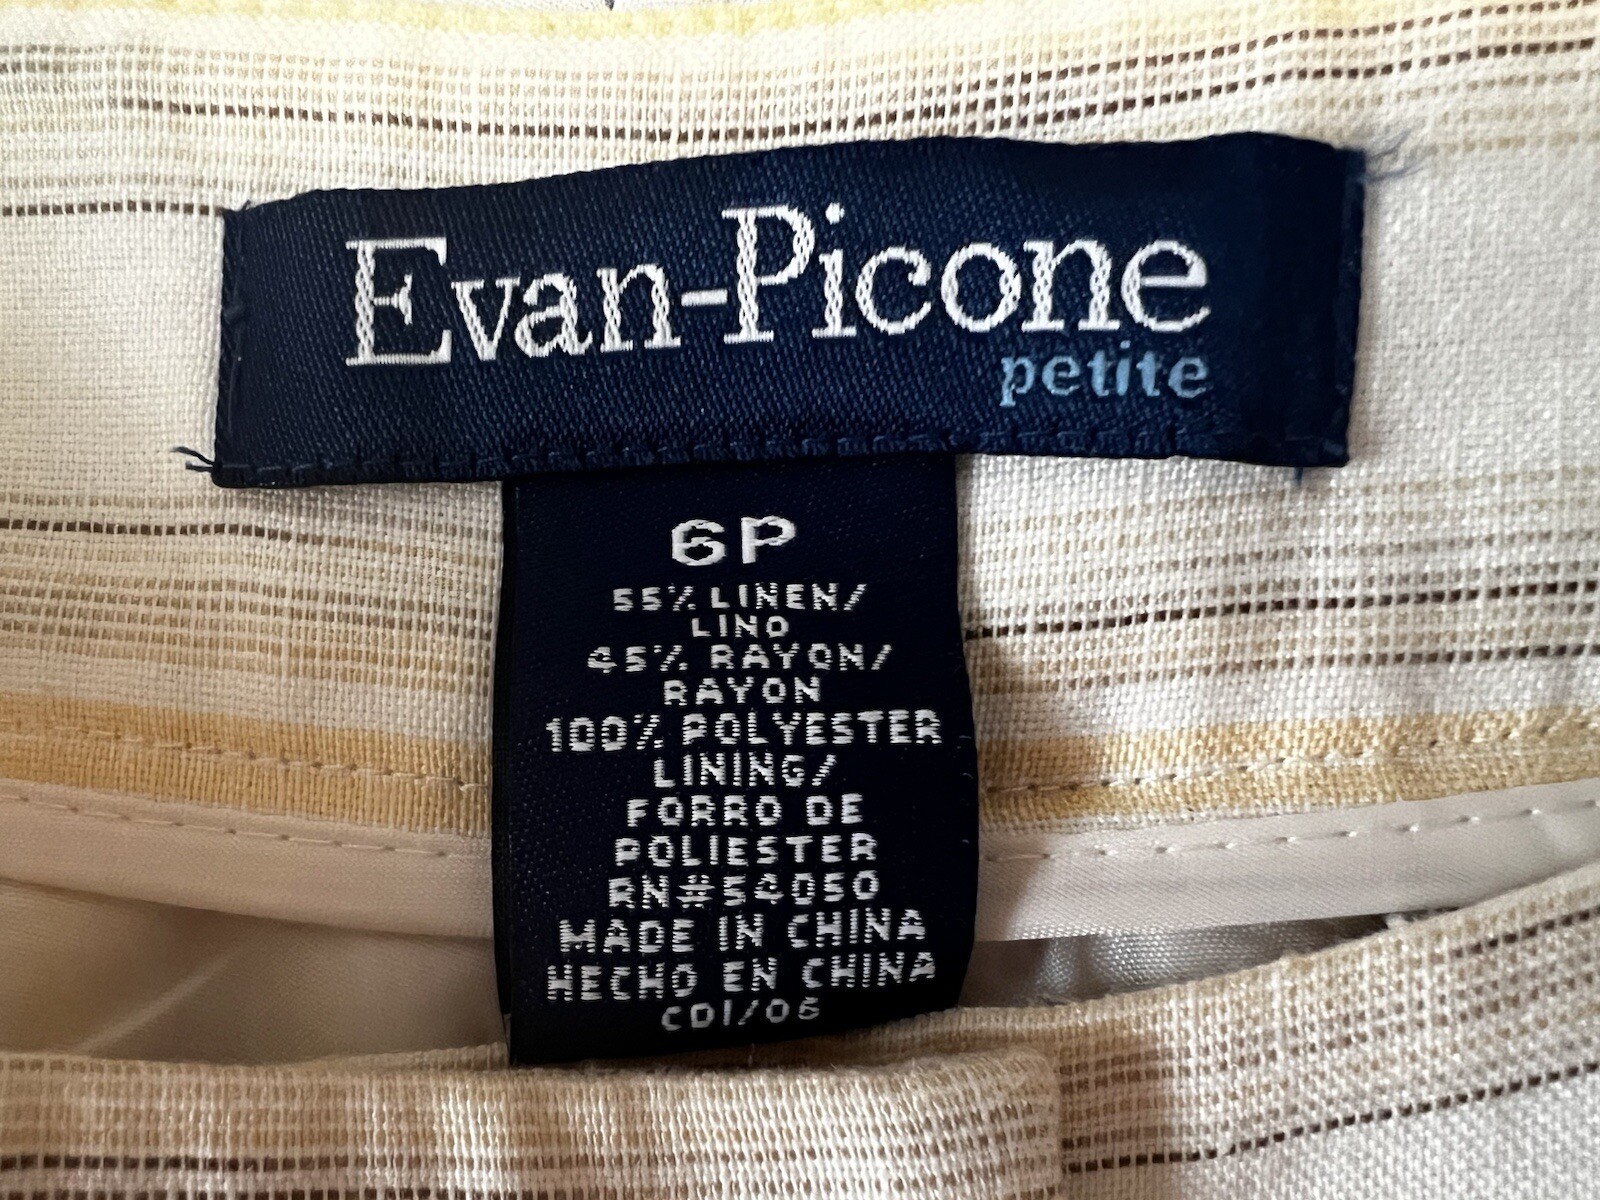 Evan-Picone
petite
6P
55% LINEN/
LINO
45% RAYON/
RAYON
100% POLYESTER
LINING/
FORRO DE
POLIESTER
RN#54050
MADE IN CHINA
HECHO EN CHINA
CDI/06